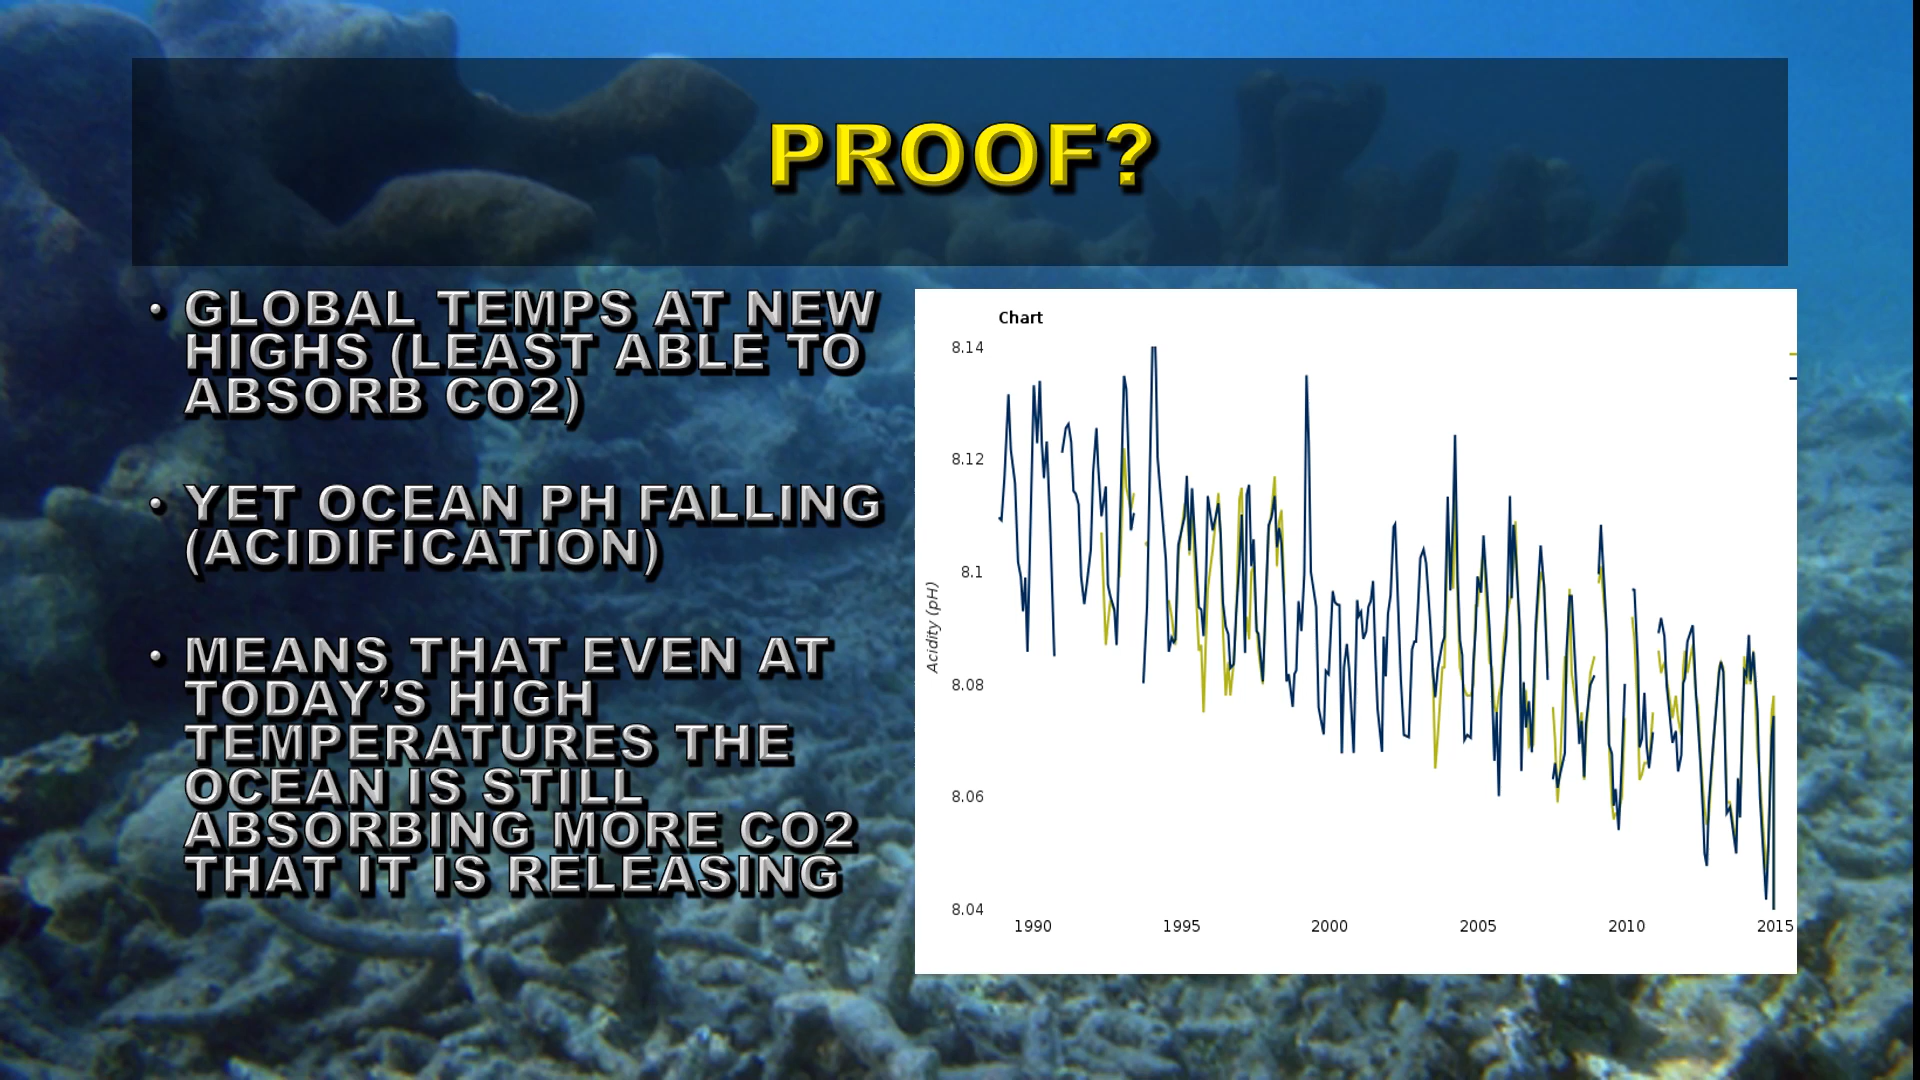 PROOF?
• GLOBAL TEMPS AT NEW
HIGHS (LEAST ABLE TO
ABSORB CO2)
• YET OCEAN PH FALLING
(ACIDIFICATION)
• MEANS THAT EVEN AT
TODAY’S HIGH
TEMPERATURES THE
OCEAN IS STILL
ABSORBING MORE CO2
THAT IT IS RELEASING
Chart
8.14
8.12
8.1
8.08
8.06
8.04
Acidity (pH)
1990 1995 2000 2005 2010 2015